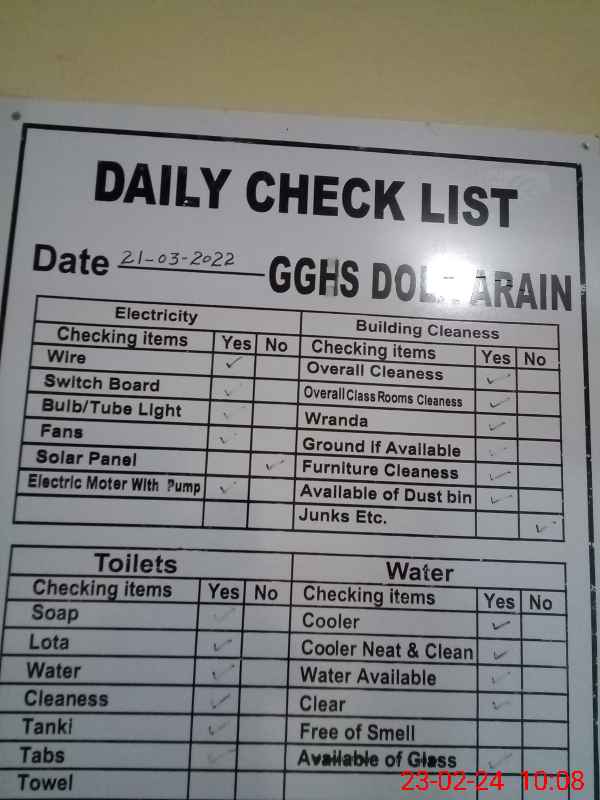 DAILY CHECK LIST
Date 21-03-2022 GGHS ARAIN
Electricity
Checking items Yes No
Wire ✓
Switch Board ✓
Bulb/Tube Light ✓
Fans ✓
Solar Panel ✓
Electric Moter With Pump ✓
Building Cleaness
Checking items Yes No
Overall Cleaness ✓
Overall Class Rooms Cleaness ✓
Wranda ✓
Ground if Available ✓
Furniture Cleaness ✓
Available of Dust bin ✓
Junks Etc. ✓
Toilets
Checking items Yes No
Soap ✓
Lota ✓
Water ✓
Cleaness ✓
Tanki ✓
Tabs ✓
Towel
Water
Checking items Yes No
Cooler ✓
Cooler Neat & Clean ✓
Water Available ✓
Clear ✓
Free of Smell
Available of Glass ✓
23-02-24 10:08